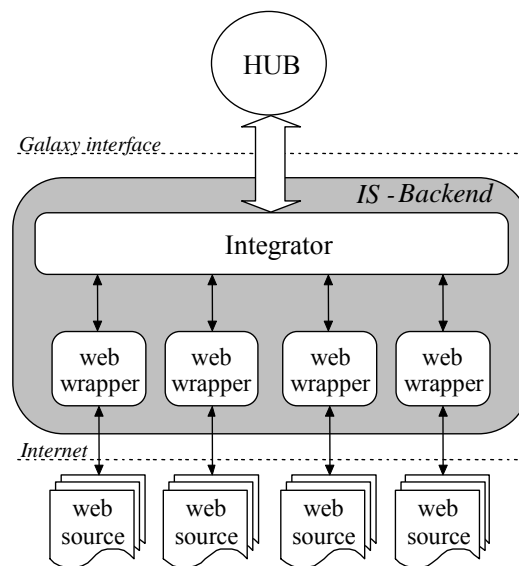 HUB
Galaxy interface
IS - Backend
Integrator
web web web web
wrapper wrapper wrapper wrapper
Internet
web web web web
source source source source